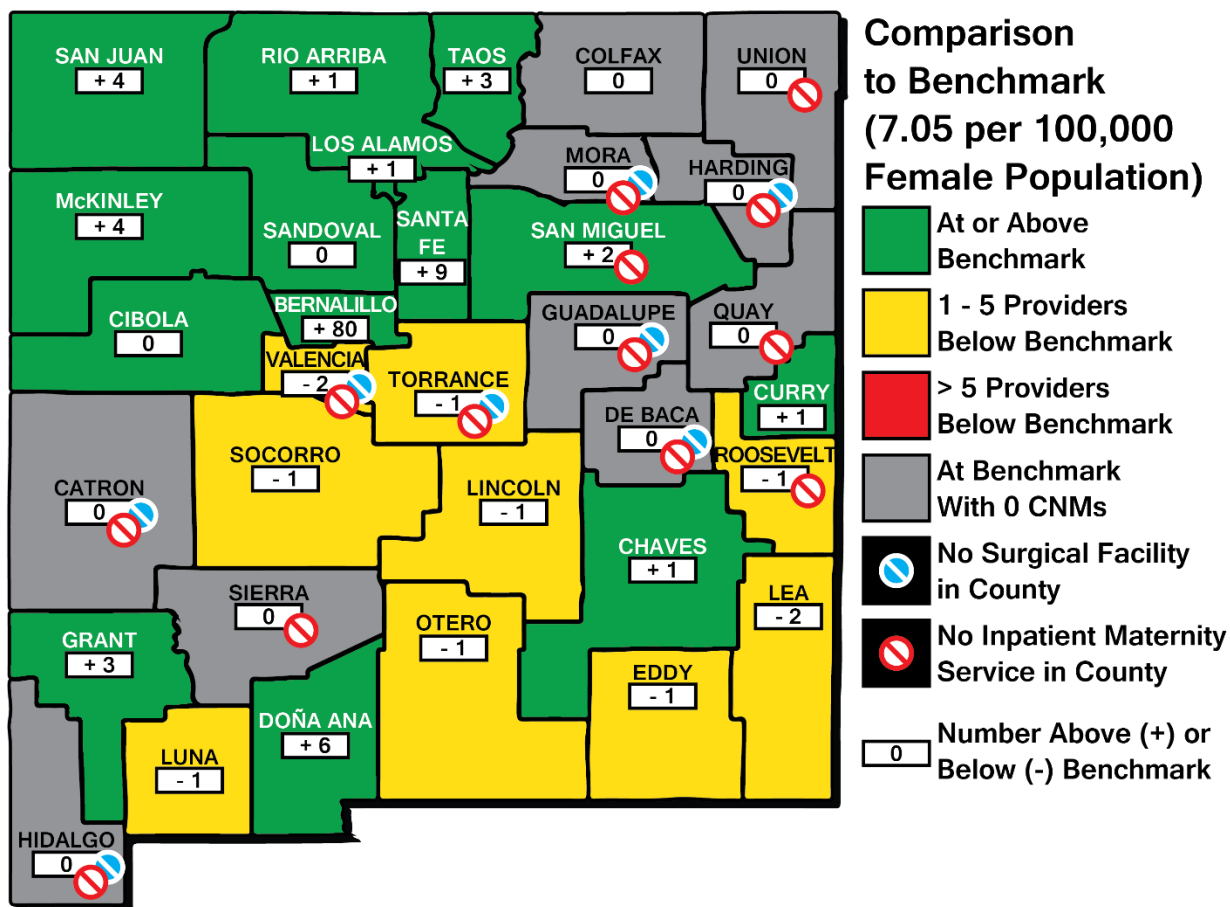 SAN JUAN
+ 4
RIO ARRIBA
+ 1
TAOS
+ 3
COLFAX
0
UNION
0
LOS ALAMOS
+ 1
MORA
0
HARDING
0
McKINLEY
+ 4
SANDOVAL
0
SANTA
FE
+ 9
SAN MIGUEL
+ 2
CIBOLA
0
BERNALILLO
+ 80
GUADALUPE
0
QUAY
0
VALENCIA
- 2
TORRANCE
- 1
DE BACA
0
CURRY
+ 1
SOCORRO
- 1
LINCOLN
- 1
ROOSEVELT
- 1
CATRON
0
CHAVES
+ 1
SIERRA
0
OTERO
- 1
LEA
- 2
GRANT
+ 3
EDDY
- 1
DOÑA ANA
+ 6
LUNA
- 1
HIDALGO
0
Comparison
to Benchmark
(7.05 per 100,000
Female Population)
At or Above
Benchmark
1 - 5 Providers
Below Benchmark
> 5 Providers
Below Benchmark
At Benchmark
With 0 CNMs
No Surgical Facility
in County
No Inpatient Maternity
Service in County
0
Number Above (+) or
Below (-) Benchmark